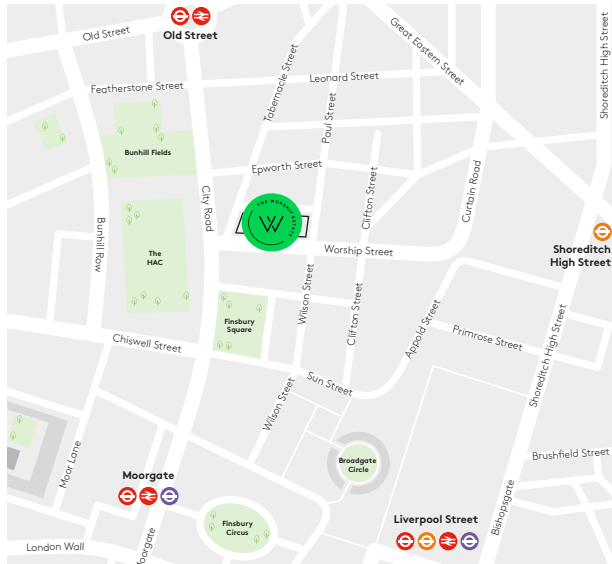 Old Street
Old Street
Great Eastern Street
Shoreditch High Street
Tabernacle Street
Leonard Street
Featherstone Street
Paul Street
Bunhill Fields
Epworth Street
Clifton Street
Curtain Road
City Road
THE WORSHIP ESTATE
W
Bunhill Row
The
HAC
Worship Street
Shoreditch
High Street
Wilson Street
Clifton Street
Finsbury
Square
Appold Street
Primrose Street
Chiswell Street
Shoreditch High Street
Sun Street
Wilson Steet
Moor Lane
Broadgate
Circle
Brushfield Street
Moorgate
Bishopsgate
Liverpool Street
Finsbury
Circus
London Wall
Moorgate